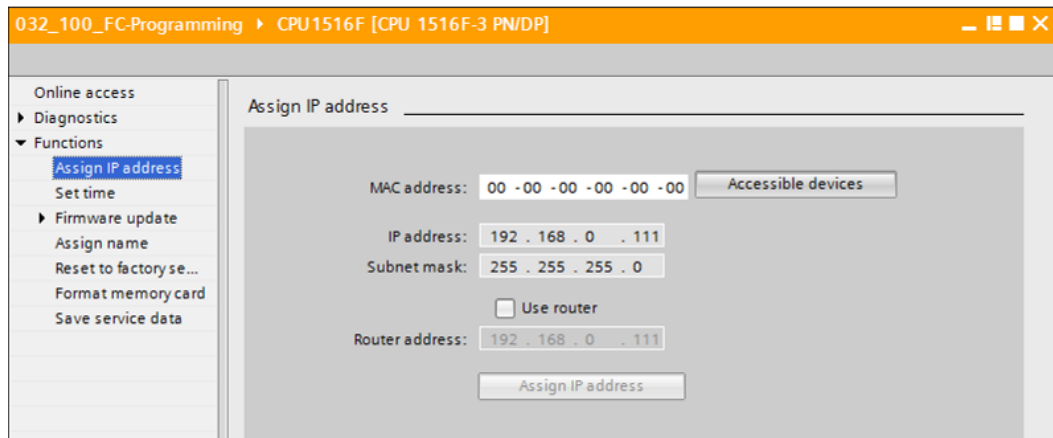 032_100_FC-Programming ▸ CPU1516F [CPU 1516F-3 PN/DP]
Online access
Diagnostics
Functions
Assign IP address
Set time
Firmware update
Assign name
Reset to factory se...
Format memory card
Save service data
Assign IP address
MAC address: 00 -00 -00 -00 -00 -00 Accessible devices
IP address: 192 . 168 . 0 . 111
Subnet mask: 255 . 255 . 255 . 0
Use router
Router address: 192 . 168 . 0 . 111
Assign IP address